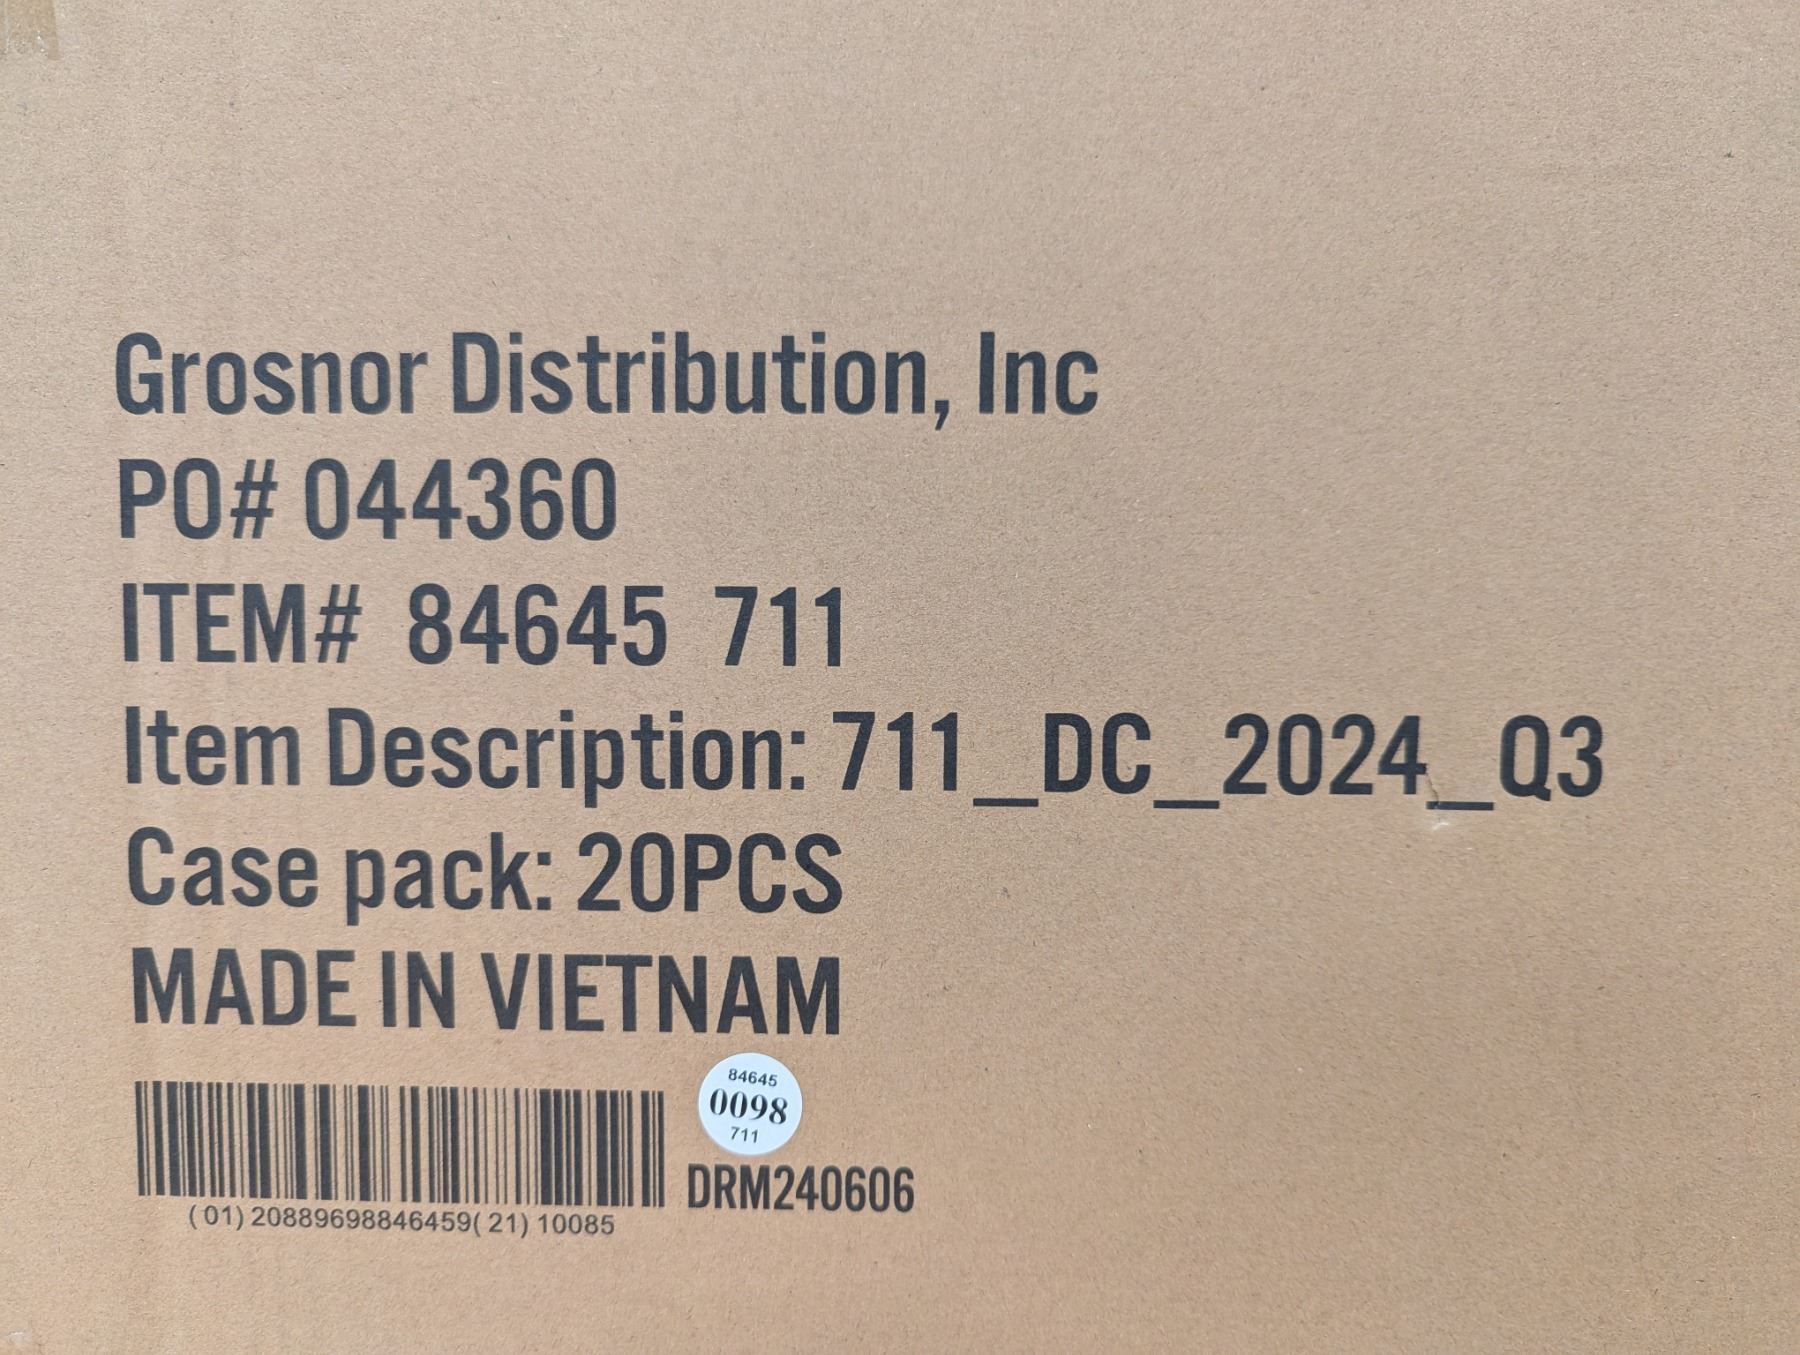 Grosnor Distribution, Inc
PO# 044360
ITEM# 84645 711
Item Description: 711_DC_2024_Q3
Case pack: 20PCS
MADE IN VIETNAM
84645
0098
711
DRM240606
(01) 20889698846459(21) 10085